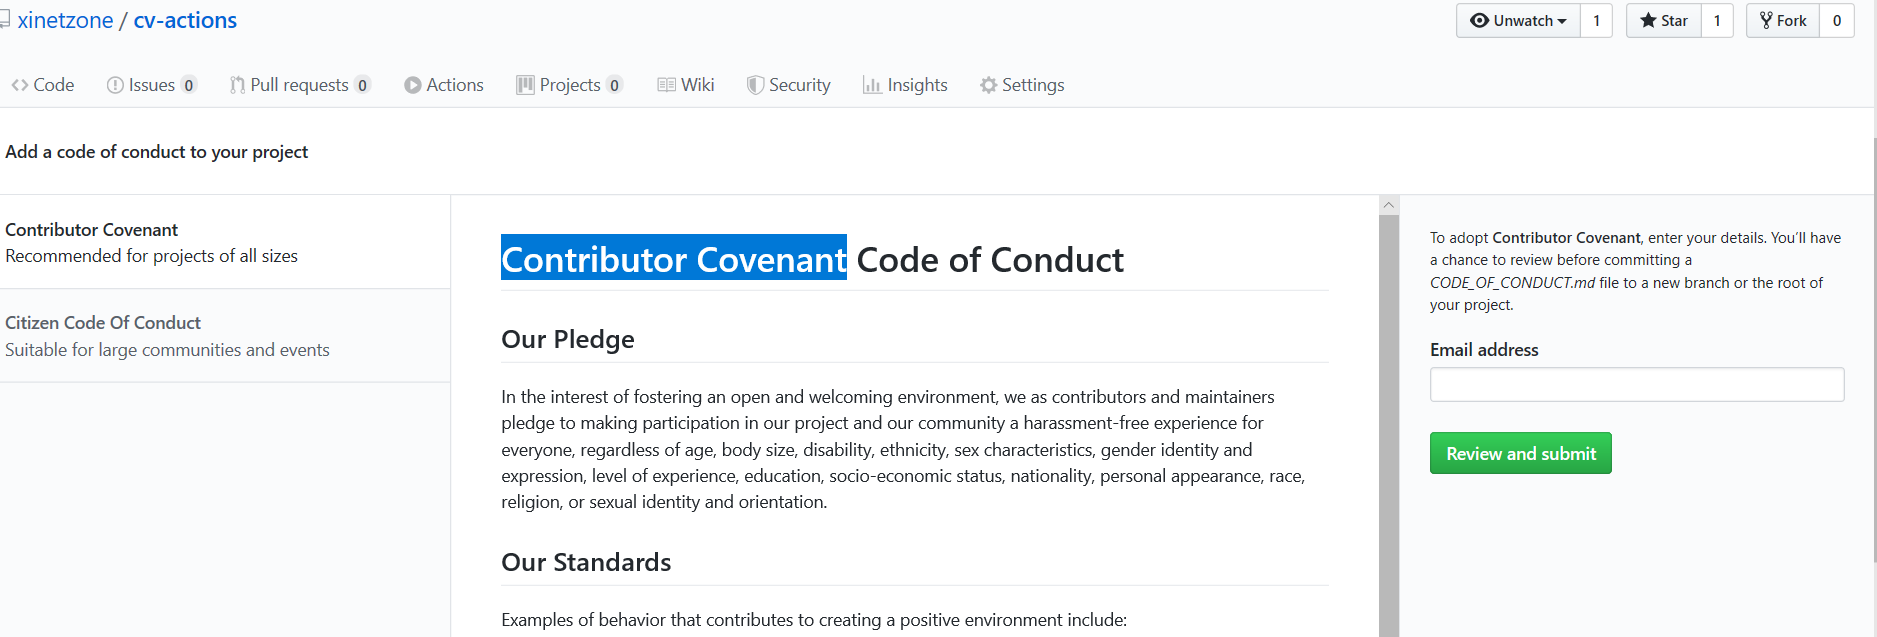 xinetzone / cv-actions
Unwatch 1 Star 1 Fork 0
Code Issues 0 Pull requests 0 Actions Projects 0 Wiki Security Insights Settings
Add a code of conduct to your project
Contributor Covenant
Recommended for projects of all sizes
Citizen Code Of Conduct
Suitable for large communities and events
Contributor Covenant Code of Conduct
Our Pledge
In the interest of fostering an open and welcoming environment, we as contributors and maintainers
pledge to making participation in our project and our community a harassment-free experience for
everyone, regardless of age, body size, disability, ethnicity, sex characteristics, gender identity and
expression, level of experience, education, socio-economic status, nationality, personal appearance, race,
religion, or sexual identity and orientation.
Our Standards
Examples of behavior that contributes to creating a positive environment include:
To adopt Contributor Covenant, enter your details. You’ll have
a chance to review before committing a
CODE_OF_CONDUCT.md file to a new branch or the root of
your project.
Email address
Review and submit